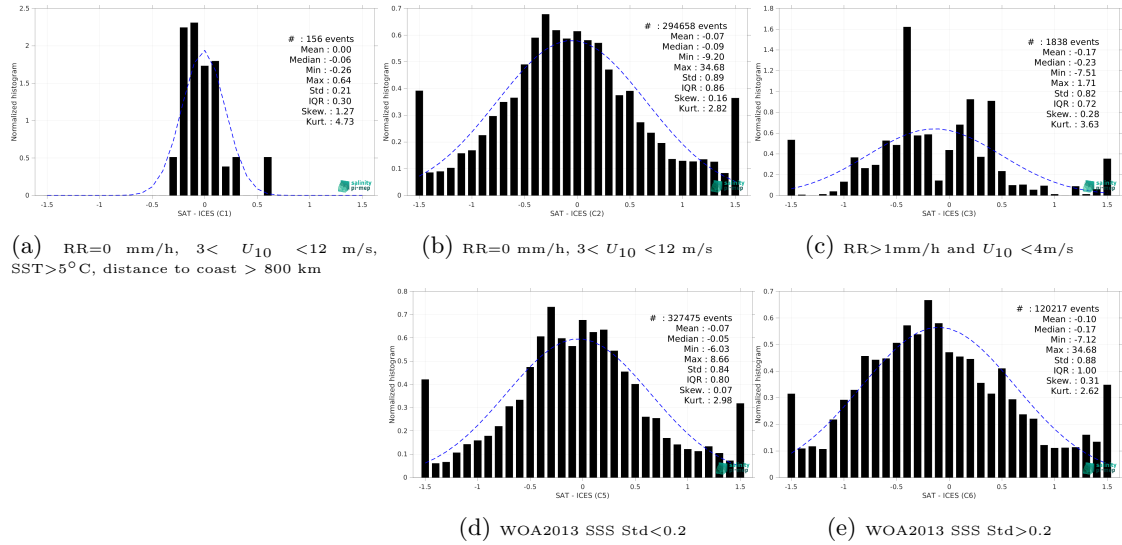 2.5
2
1.5
1
0.5
0
Normalized histogram
# : 156 events
Mean : 0.00
Median : -0.06
Min : -0.26
Max : 0.64
Std : 0.21
IQR : 0.30
Skew. : 1.27
Kurt. : 4.73
salinity
pi-mep
-1.5 -1 -0.5 0 0.5 1 1.5
SAT - ICES (C1)
(a) RR=0 mm/h, 3< U10 <12 m/s,
SST>5°C, distance to coast > 800 km
0.7
0.6
0.5
0.4
0.3
0.2
0.1
0
Normalized histogram
# : 294658 events
Mean : -0.07
Median : -0.09
Min : -9.20
Max : 34.68
Std : 0.89
IQR : 0.86
Skew. : 0.16
Kurt. : 2.82
salinity
pi-mep
-1.5 -1 -0.5 0 0.5 1 1.5
SAT - ICES (C2)
(b) RR=0 mm/h, 3< U10 <12 m/s
1.8
1.6
1.4
1.2
1
0.8
0.6
0.4
0.2
0
Normalized histogram
# : 1838 events
Mean : -0.17
Median : -0.23
Min : -7.51
Max : 1.71
Std : 0.82
IQR : 0.72
Skew. : 0.28
Kurt. : 3.63
salinity
pi-mep
-1.5 -1 -0.5 0 0.5 1 1.5
SAT - ICES (C3)
(c) RR>1mm/h and U10 <4m/s
0.8
0.7
0.6
0.5
0.4
0.3
0.2
0.1
0
Normalized histogram
# : 327475 events
Mean : -0.07
Median : -0.05
Min : -6.03
Max : 8.66
Std : 0.84
IQR : 0.80
Skew. : 0.07
Kurt. : 2.98
salinity
pi-mep
-1.5 -1 -0.5 0 0.5 1 1.5
SAT - ICES (C5)
(d) WOA2013 SSS Std<0.2
0.7
0.6
0.5
0.4
0.3
0.2
0.1
0
Normalized histogram
# : 120217 events
Mean : -0.10
Median : -0.17
Min : -7.12
Max : 34.68
Std : 0.88
IQR : 1.00
Skew. : 0.31
Kurt. : 2.62
salinity
pi-mep
-1.5 -1 -0.5 0 0.5 1 1.5
SAT - ICES (C6)
(e) WOA2013 SSS Std>0.2